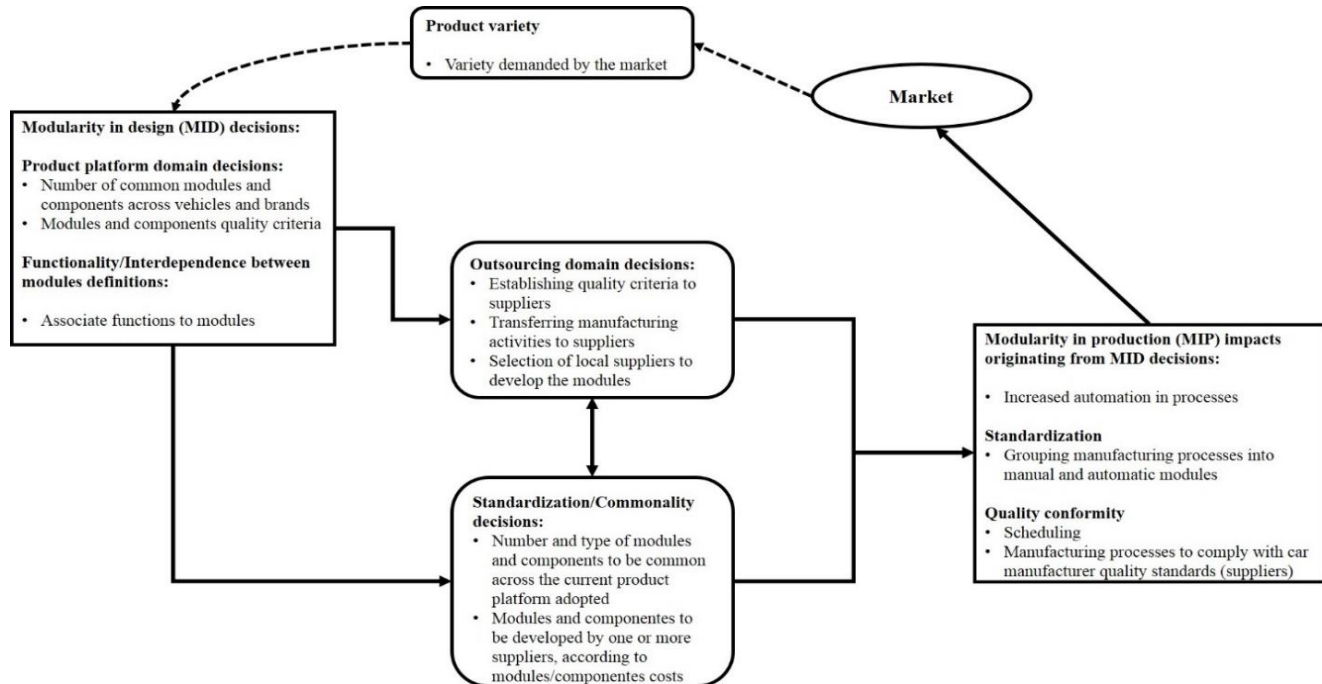 Product variety
• Variety demanded by the market
Market
Modularity in design (MID) decisions:
Product platform domain decisions:
• Number of common modules and
components across vehicles and brands
• Modules and components quality criteria
Functionality/Interdependence between
modules definitions:
• Associate functions to modules
Outsourcing domain decisions:
• Establishing quality criteria to
suppliers
• Transferring manufacturing
activities to suppliers
• Selection of local suppliers to
develop the modules
Standardization/Commonality
decisions:
• Number and type of modules
and components to be common
across the current product
platform adopted
• Modules and componentes to
be developed by one or more
suppliers, according to
modules/componentes costs
Modularity in production (MIP) impacts
originating from MID decisions:
• Increased automation in processes
Standardization
• Grouping manufacturing processes into
manual and automatic modules
Quality conformity
• Scheduling
• Manufacturing processes to comply with car
manufacturer quality standards (suppliers)